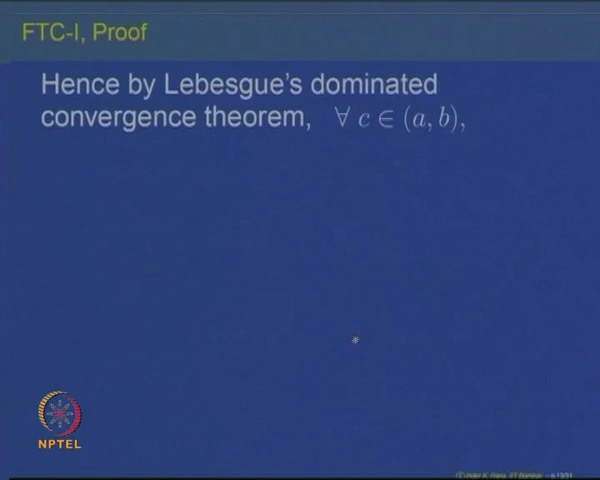 FTC-I, Proof
Hence by Lebesgue's dominated
convergence theorem, ∀ c ∈ (a, b),
NPTEL